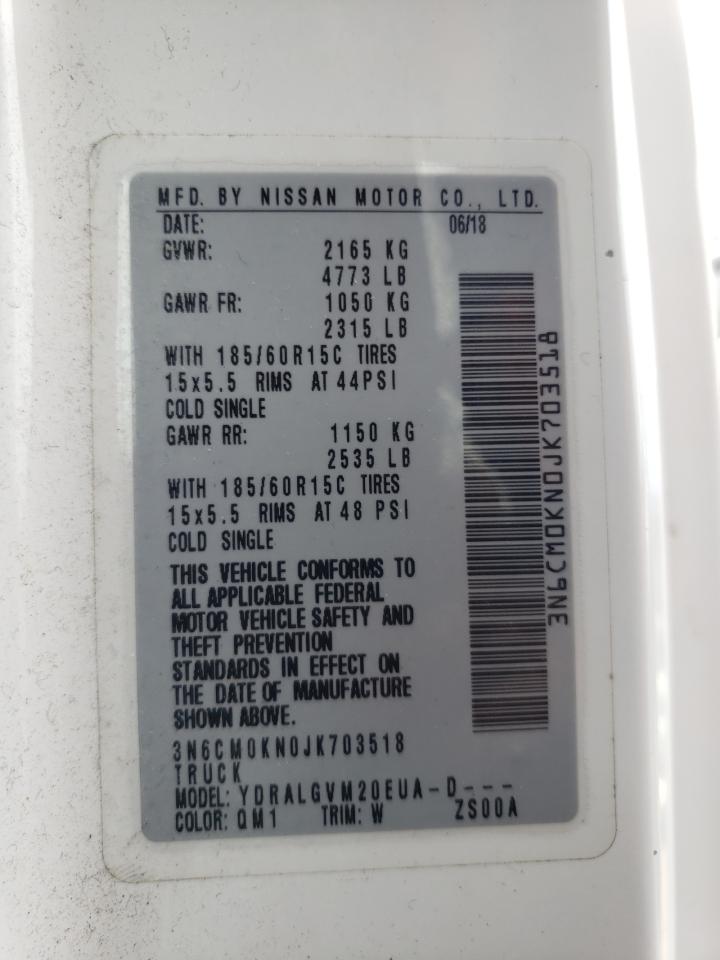 MFD. BY NISSAN MOTOR CO., LTD.
DATE: 06/18
GVWR: 2165 KG
4773 LB
GAWR FR: 1050 KG
2315 LB
WITH 185/60R15C TIRES
15x5.5 RIMS AT 44PSI
COLD SINGLE
GAWR RR: 1150 KG
2535 LB
WITH 185/60R15C TIRES
15x5.5 RIMS AT 48 PSI
COLD SINGLE
THIS VEHICLE CONFORMS TO
ALL APPLICABLE FEDERAL
MOTOR VEHICLE SAFETY AND
THEFT PREVENTION
STANDARDS IN EFFECT ON
THE DATE OF MANUFACTURE
SHOWN ABOVE.
3N6CM0KN0JK703518
TRUCK
MODEL: YDRALGVM20EUA-D---
COLOR: QM1 TRIM: W ZS00A
3N6CM0KN0JK703518